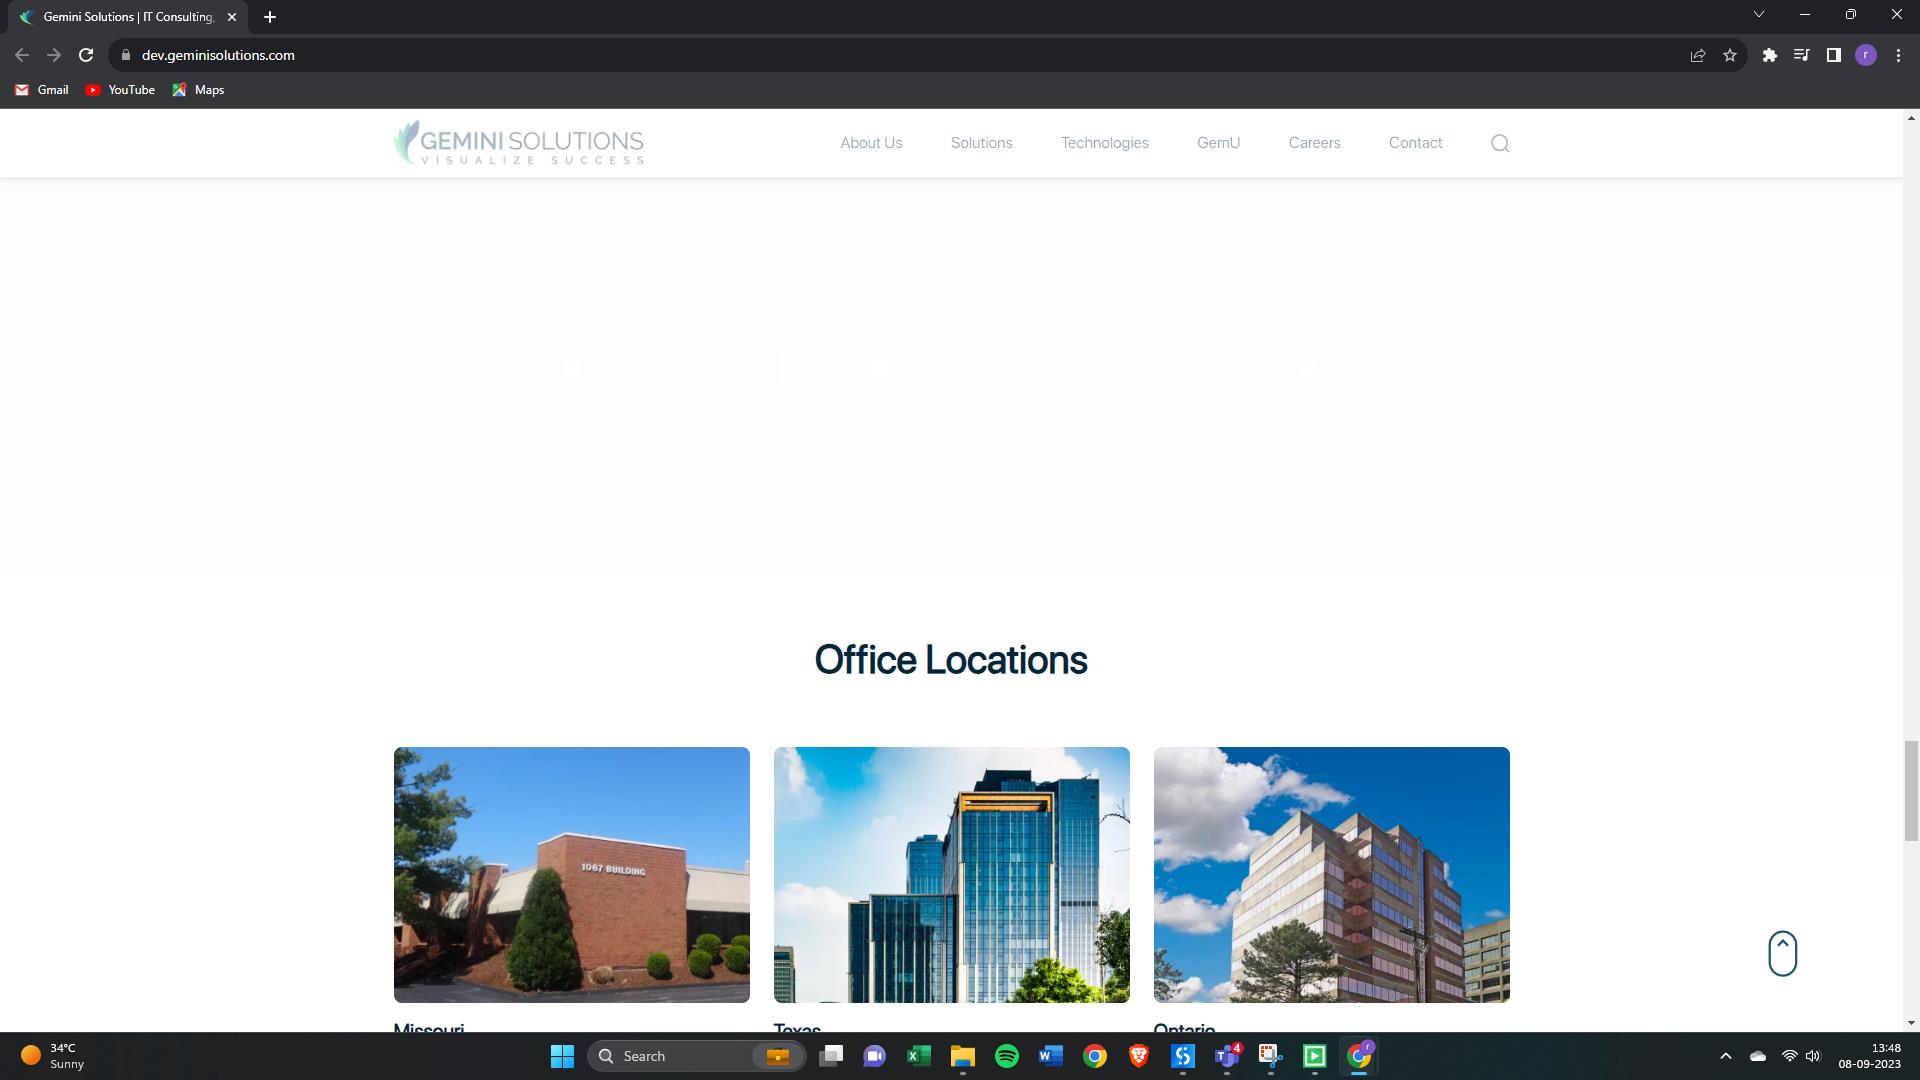 Gemini Solutions | IT Consulting,
dev.geminisolutions.com
Gmail
YouTube
Maps
GEMINI SOLUTIONS
VISUALIZE SUCCESS
About Us
Solutions
Technologies
GemU
Careers
Contact
Office Locations
1067 BUILDING
Missouri
Texas
Ontario
34°C
Sunny
Search
4
13:48
08-09-2023